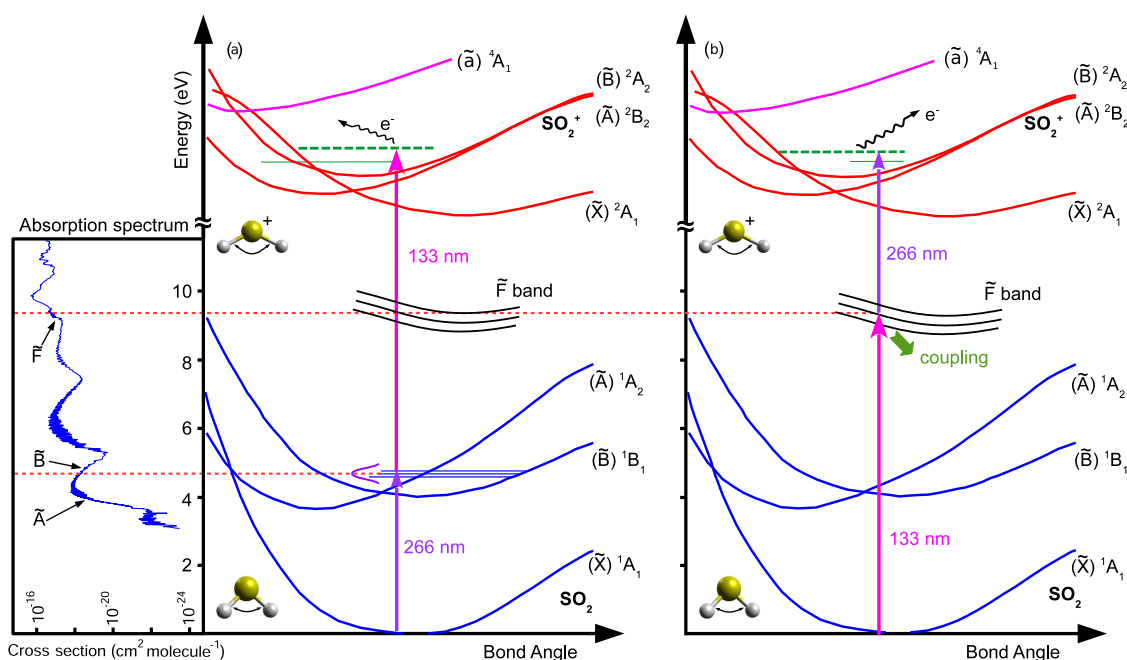 (a)
(ã) ⁴A₁
(B̃) ²A₂
(Ã) ²B₂
SO₂⁺
e⁻
(X̃) ²A₁
Energy (eV)
+
133 nm
F̃ band
10
8
6
4
2
(Ã) ¹A₂
(B̃) ¹B₁
266 nm
(X̃) ¹A₁
SO₂
Bond Angle
Absorption spectrum
F̃
B̃
Ã
10⁻¹⁶
10⁻²⁰
10⁻²⁴
Cross section (cm² molecule⁻¹)
(b)
(ã) ⁴A₁
(B̃) ²A₂
(Ã) ²B₂
SO₂⁺
e⁻
(X̃) ²A₁
+
266 nm
F̃ band
coupling
(Ã) ¹A₂
(B̃) ¹B₁
133 nm
(X̃) ¹A₁
SO₂
Bond Angle